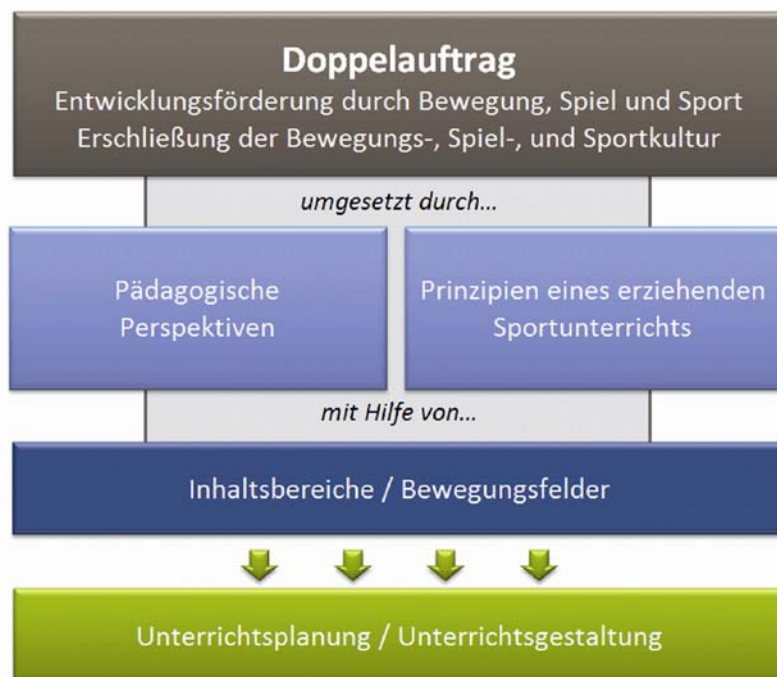 Doppelauftrag
Entwicklungsförderung durch Bewegung, Spiel und Sport
Erschließung der Bewegungs-, Spiel-, und Sportkultur
umgesetzt durch...
Pädagogische
Perspektiven
Prinzipien eines erziehenden
Sportunterrichts
mit Hilfe von...
Inhaltsbereiche / Bewegungsfelder
Unterrichtsplanung / Unterrichtsgestaltung